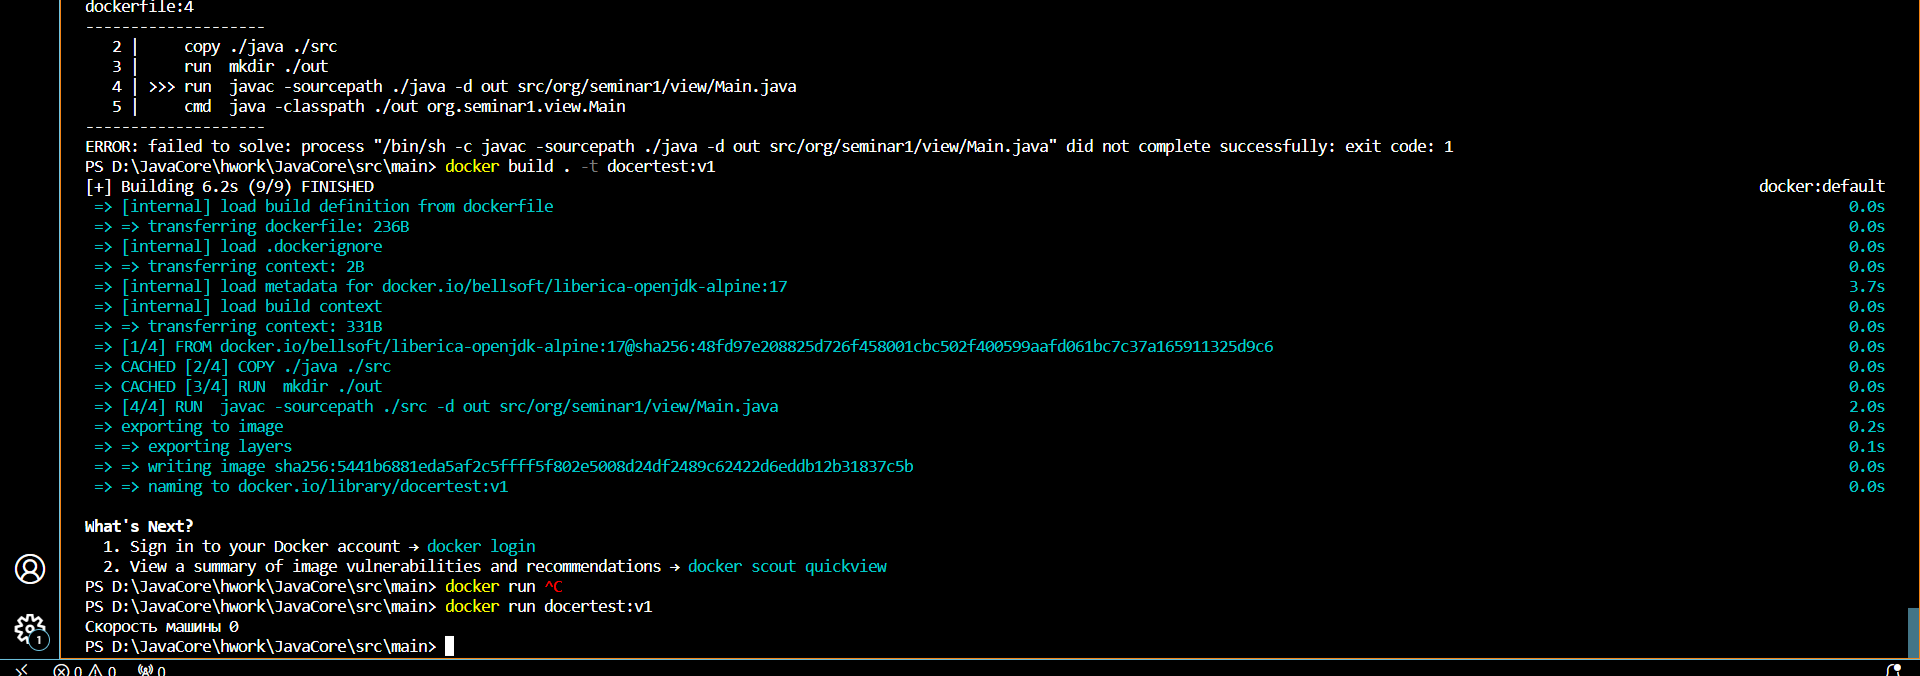 dockerfile:4
--------------------
   2 |     copy ./java ./src
   3 |     run  mkdir ./out
   4 | >>> run  javac -sourcepath ./java -d out src/org/seminar1/view/Main.java
   5 |     cmd  java -classpath ./out org.seminar1.view.Main
--------------------
ERROR: failed to solve: process "/bin/sh -c javac -sourcepath ./java -d out src/org/seminar1/view/Main.java" did not complete successfully: exit code: 1
PS D:\JavaCore\hwork\JavaCore\src\main> docker build . -t docertest:v1
[+] Building 6.2s (9/9) FINISHED docker:default
=> [internal] load build definition from dockerfile 0.0s
=> => transferring dockerfile: 236B 0.0s
=> [internal] load .dockerignore 0.0s
=> => transferring context: 2B 0.0s
=> [internal] load metadata for docker.io/bellsoft/liberica-openjdk-alpine:17 3.7s
=> [internal] load build context 0.0s
=> => transferring context: 331B 0.0s
=> [1/4] FROM docker.io/bellsoft/liberica-openjdk-alpine:17@sha256:48fd97e208825d726f458001cbc502f400599aafd061bc7c37a165911325d9c6 0.0s
=> CACHED [2/4] COPY ./java ./src 0.0s
=> CACHED [3/4] RUN  mkdir ./out 0.0s
=> [4/4] RUN  javac -sourcepath ./src -d out src/org/seminar1/view/Main.java 2.0s
=> exporting to image 0.2s
=> => exporting layers 0.1s
=> => writing image sha256:5441b6881eda5af2c5ffff5f802e5008d24df2489c62422d6eddb12b31837c5b 0.0s
=> => naming to docker.io/library/docertest:v1 0.0s
What's Next?
  1. Sign in to your Docker account → docker login
  2. View a summary of image vulnerabilities and recommendations → docker scout quickview
PS D:\JavaCore\hwork\JavaCore\src\main> docker run ^C
PS D:\JavaCore\hwork\JavaCore\src\main> docker run docertest:v1
Скорость машины 0
PS D:\JavaCore\hwork\JavaCore\src\main>
1
0 0 0